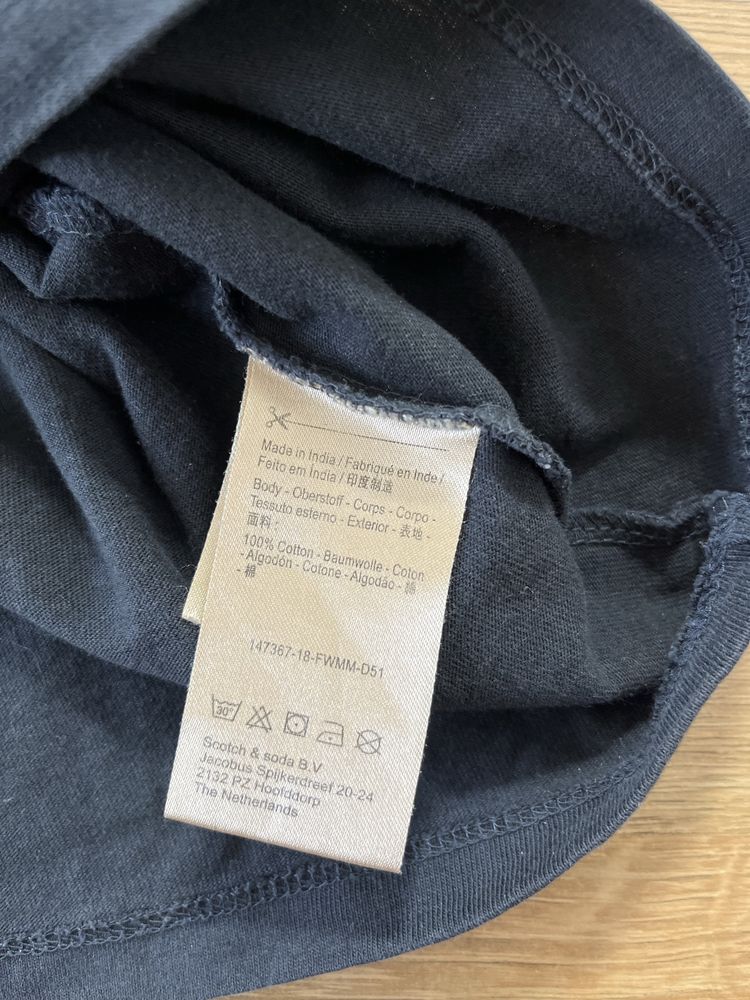 Made in India / Fabriqué en Inde /
Feito em Índia / 印度制造
Body - Oberstoff - Corps - Corpo -
Tessuto esterno - Exterior - 表地 -
面料 :
100% Cotton - Baumwolle - Coton
- Algodón - Cotone - Algodão - 綿
- 棉
147367-18-FWMM-D51
30°
Scotch & soda B.V
Jacobus Spijkerdreef 20-24
2132 PZ Hoofddorp
The Netherlands